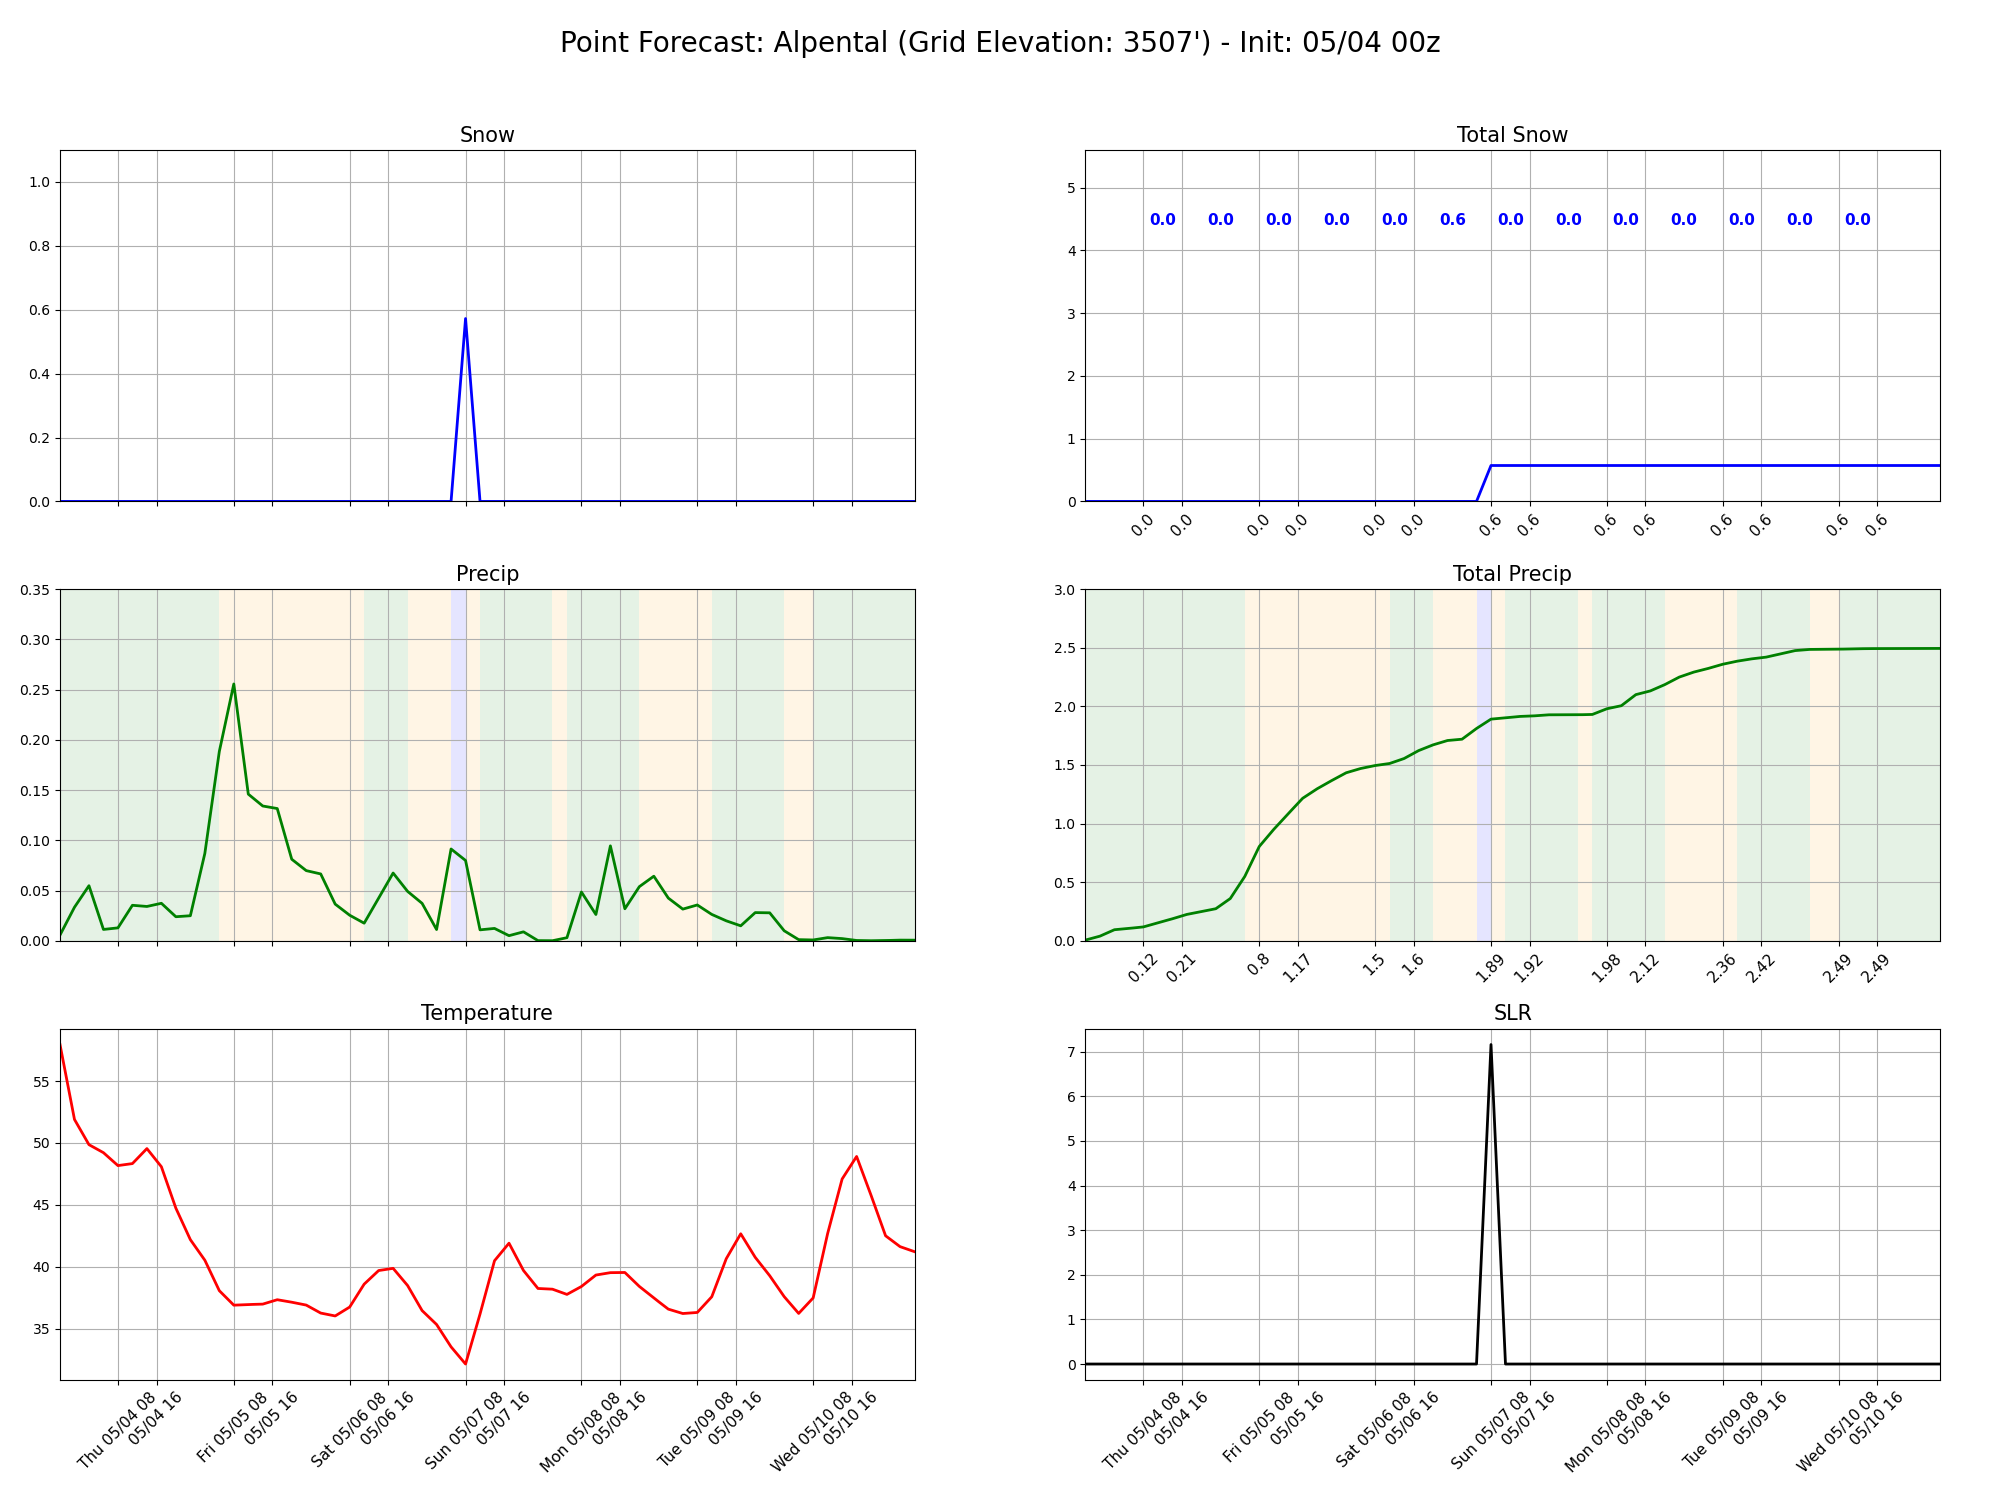 Point Forecast: Alpental (Grid Elevation: 3507') - Init: 05/04 00z
Snow
1.0
0.8
0.6
0.4
0.2
0.0
Total Snow
5
4
3
2
1
0
0.0 0.0 0.0 0.0 0.0 0.6 0.0 0.0 0.0 0.0 0.0 0.0 0.0
0.0 0.0 0.0 0.0 0.0 0.0 0.6 0.6 0.6 0.6 0.6 0.6 0.6 0.6
Precip
0.35
0.30
0.25
0.20
0.15
0.10
0.05
0.00
Total Precip
3.0
2.5
2.0
1.5
1.0
0.5
0.0
0.12 0.21 0.8 1.17 1.5 1.6 1.89 1.92 1.98 2.12 2.36 2.42 2.49 2.49
Temperature
55
50
45
40
35
Thu 05/04 08
05/04 16
Fri 05/05 08
05/05 16
Sat 05/06 08
05/06 16
Sun 05/07 08
05/07 16
Mon 05/08 08
05/08 16
Tue 05/09 08
05/09 16
Wed 05/10 08
05/10 16
SLR
7
6
5
4
3
2
1
0
Thu 05/04 08
05/04 16
Fri 05/05 08
05/05 16
Sat 05/06 08
05/06 16
Sun 05/07 08
05/07 16
Mon 05/08 08
05/08 16
Tue 05/09 08
05/09 16
Wed 05/10 08
05/10 16